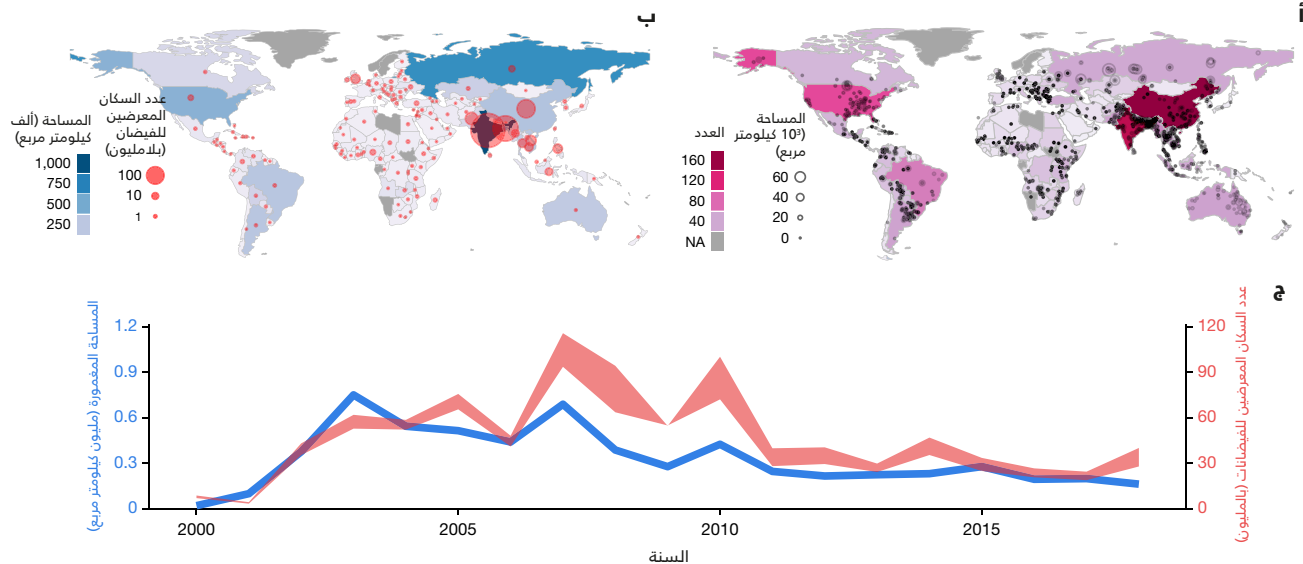 أ
العدد
160
120
80
40
NA
المساحة
(10³ كيلومتر
مربع)
60
40
20
0
ب
عدد السكان
المعرضين
للفيضان
(بلامليون)
100
10
1
المساحة (ألف
كيلومتر مربع)
1,000
750
500
250
ج
عدد السكان المعرضين للفيضانات (بالمليون)
120
90
60
30
0
المساحة المغمورة (مليون كيلومتر مربع)
1.2
0.9
0.6
0.3
0
2000
2005
2010
2015
السنة